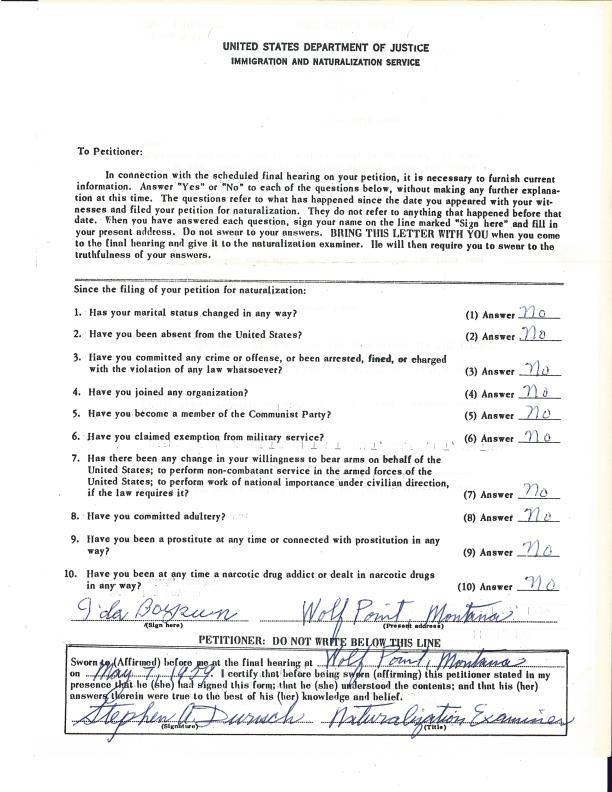 UNITED STATES DEPARTMENT OF JUSTICE
IMMIGRATION AND NATURALIZATION SERVICE
To Petitioner:
In connection with the scheduled final hearing on your petition, it is necessary to furnish current
information. Answer "Yes" or "No" to each of the questions below, without making any further explana-
tion at this time. The questions refer to what has happened since the date you appeared with your wit-
nesses and filed your petition for naturalization. They do not refer to anything that happened before that
date. When you have answered each question, sign your name on the line marked "Sign here" and fill in
your present address. Do not swear to your answers. BRING THIS LETTER WITH YOU when you come
to the final hearing and give it to the naturalization examiner. He will then require you to swear to the
truthfulness of your answers.
Since the filing of your petition for naturalization:
1. Has your marital status changed in any way? (1) Answer No
2. Have you been absent from the United States? (2) Answer No
3. Have you committed any crime or offense, or been arrested, fined, or charged
with the violation of any law whatsoever? (3) Answer No
4. Have you joined any organization? (4) Answer No
5. Have you become a member of the Communist Party? (5) Answer No
6. Have you claimed exemption from military service? (6) Answer No
7. Has there been any change in your willingness to bear arms on behalf of the
United States; to perform non-combatant service in the armed forces of the
United States; to perform work of national importance under civilian direction,
if the law requires it? (7) Answer No
8. Have you committed adultery? (8) Answer No
9. Have you been a prostitute at any time or connected with prostitution in any
way? (9) Answer No
10. Have you been at any time a narcotic drug addict or dealt in narcotic drugs
in any way? (10) Answer No
Ida Wolf Point, Montana
(Sign here) (Present address)
PETITIONER: DO NOT WRITE BELOW THIS LINE
Sworn to (Affirmed) before me at the final hearing at Wolf Point, Montana
on May 7, 1959. I certify that before being sworn (affirming) this petitioner stated in my
presence that he (she) had signed this form; that he (she) understood the contents; and that his (her)
answers therein were true to the best of his (her) knowledge and belief.
Stephen A. Naturalization Examiner
(Signature) (Title)